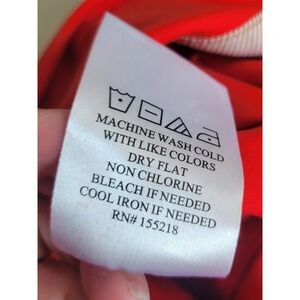 MACHINE WASH COLD
WITH LIKE COLORS
DRY FLAT
NON CHLORINE
BLEACH IF NEEDED
COOL IRON IF NEEDED
RN# 155218